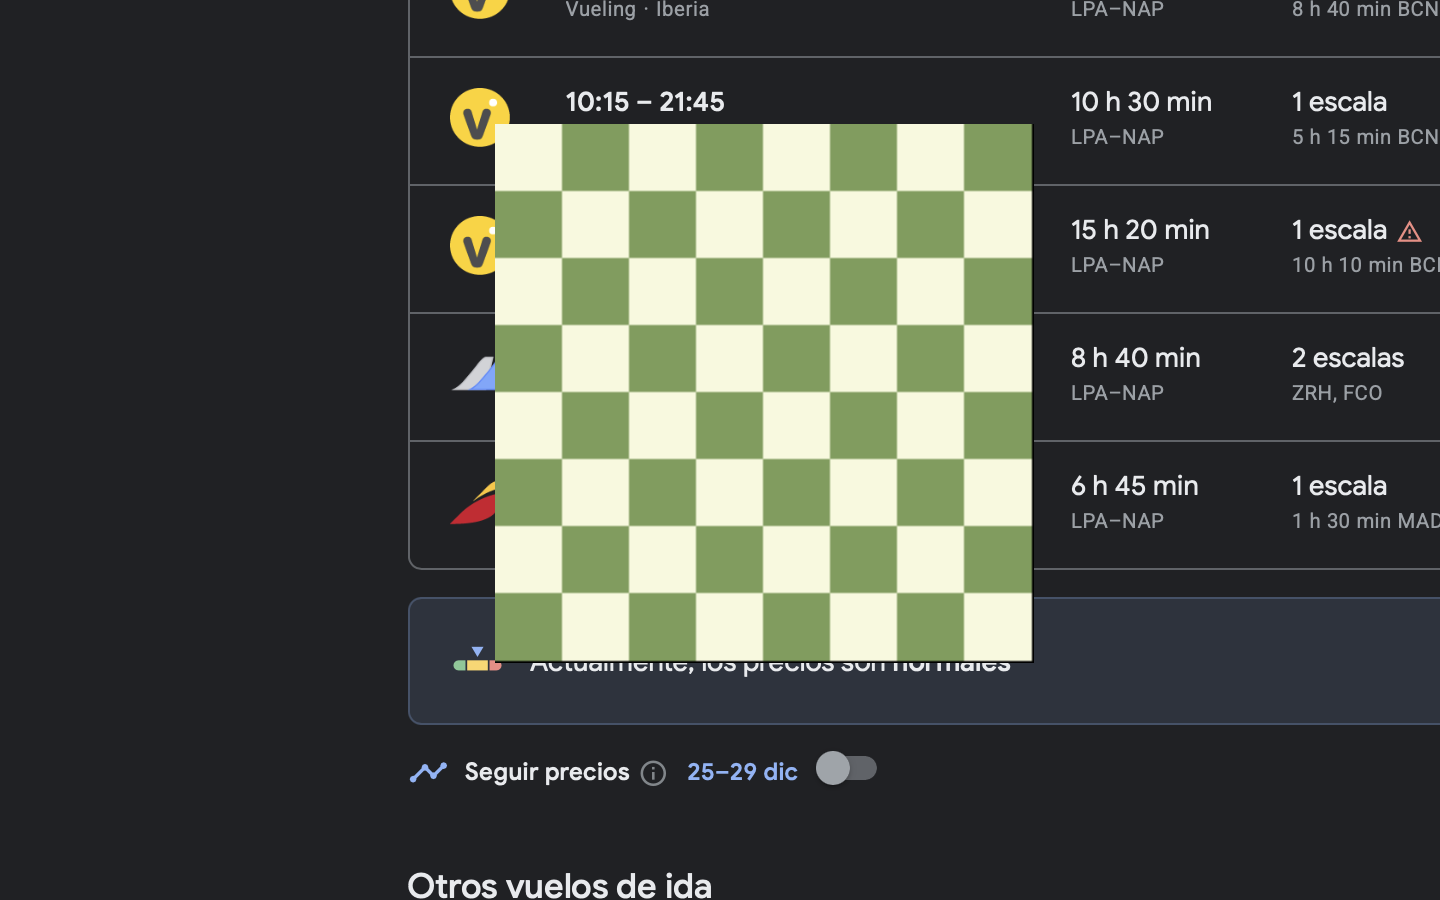 Vueling · Iberia
LPA–NAP
8 h 40 min BCN
10:15 – 21:45
10 h 30 min
1 escala
LPA–NAP
5 h 15 min BCN
15 h 20 min
1 escala
LPA–NAP
10 h 10 min
8 h 40 min
2 escalas
LPA–NAP
ZRH, FCO
6 h 45 min
1 escala
LPA–NAP
1 h 30 min MAD
Actualmente, los precios son normales
Seguir precios
25–29 dic
Otros vuelos de ida